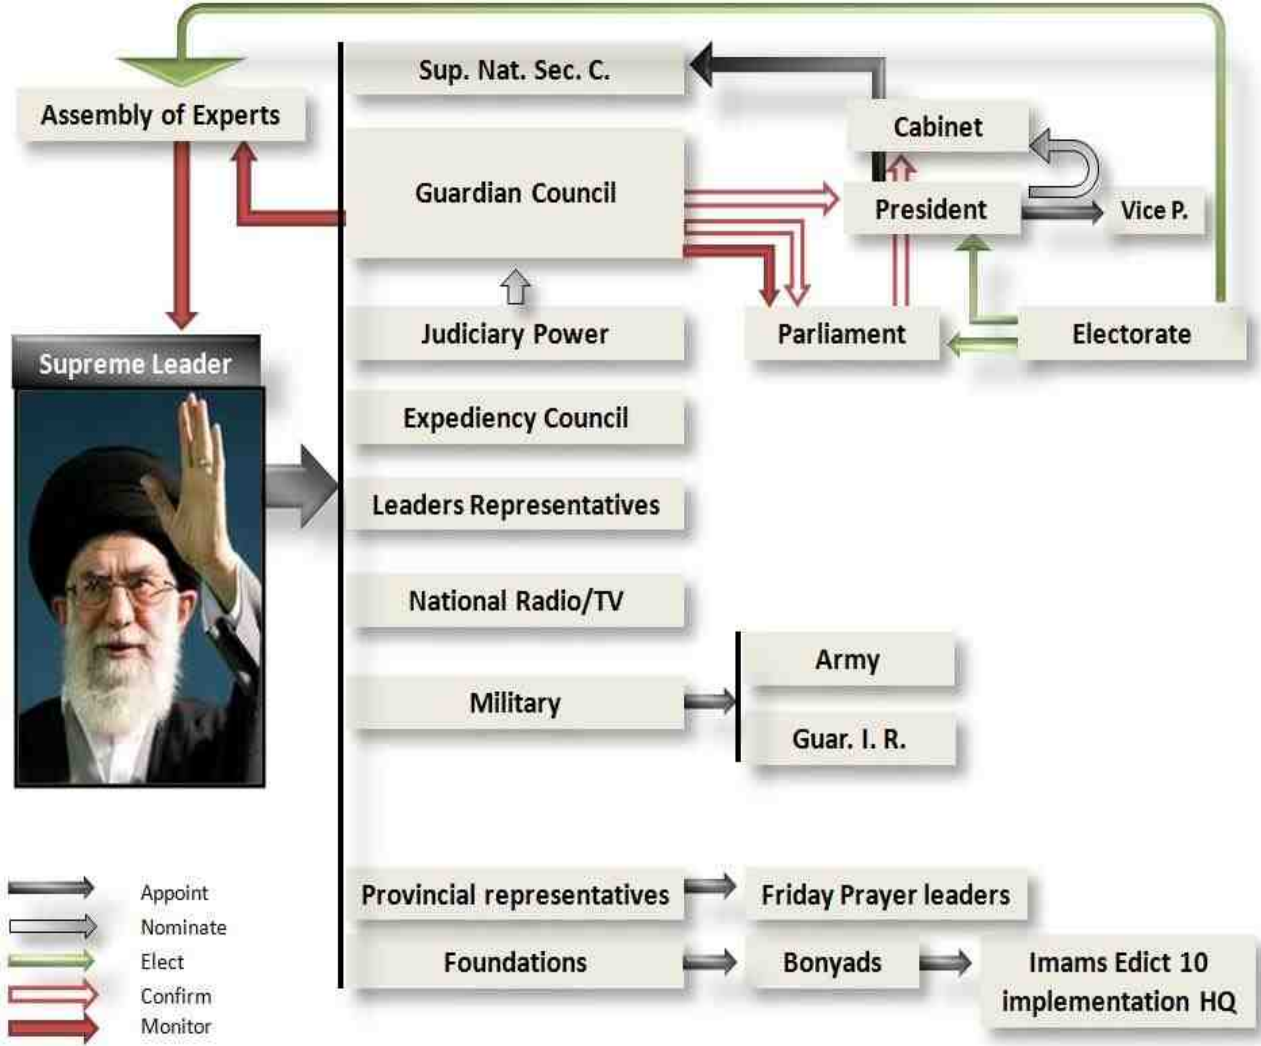 Sup. Nat. Sec. C.
Assembly of Experts
Cabinet
Guardian Council
President
Vice P.
Judiciary Power
Parliament
Electorate
Supreme Leader
Expediency Council
Leaders Representatives
National Radio/TV
Army
Military
Guar. I. R.
Provincial representatives
Friday Prayer leaders
Foundations
Bonyads
Imams Edict 10
implementation HQ
Appoint
Nominate
Elect
Confirm
Monitor